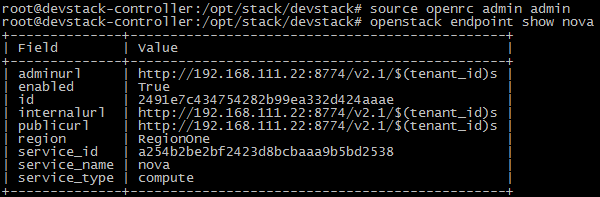 root@devstack-controller:/opt/stack/devstack# source openrc admin admin
root@devstack-controller:/opt/stack/devstack# openstack endpoint show nova
+--------------+--------------------------------------------+
| Field        | Value                                      |
+--------------+--------------------------------------------+
| adminurl     | http://192.168.111.22:8774/v2.1/$(tenant_id)s |
| enabled      | True                                       |
| id           | 2491e7c434754282b99ea332d424aaae           |
| internalurl  | http://192.168.111.22:8774/v2.1/$(tenant_id)s |
| publicurl    | http://192.168.111.22:8774/v2.1/$(tenant_id)s |
| region       | RegionOne                                  |
| service_id   | a254b2be2bf2423d8bcbaaa9b5bd2538           |
| service_name | nova                                       |
| service_type | compute                                    |
+--------------+--------------------------------------------+